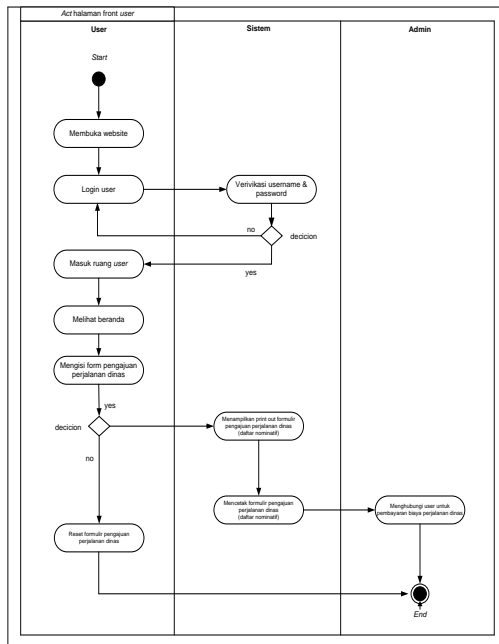 Act halaman front user
User
Sistem
Admin
Start
Membuka website
Login user
Verivikasi username &
password
no
decicion
yes
Masuk ruang user
Melihat beranda
Mengisi form pengajuan
perjalanan dinas
yes
decicion
no
Menampilkan print out formulir
pengajuan perjalanan dinas
(daftar nominatif)
Mencetak formulir pengajuan
perjalanan dinas
(daftar nominatif)
Menghubungi user untuk
pembayaran biaya perjalanan dinas
Reset formulir pengajuan
perjalanan dinas
End